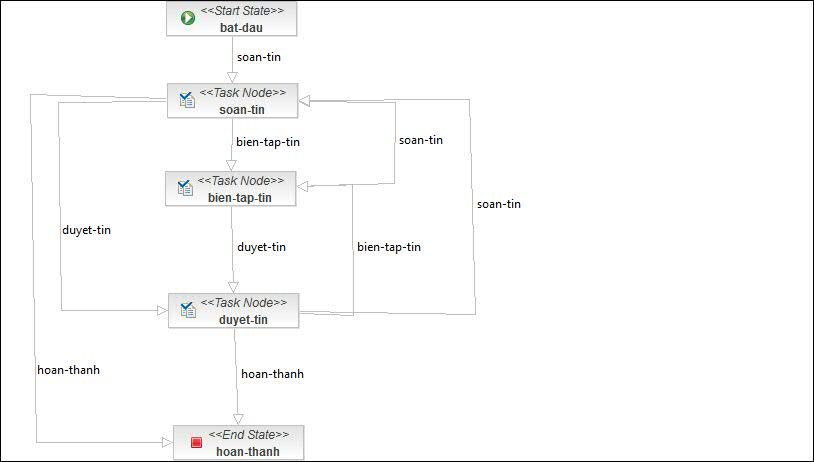 <<Start State>>
bat-dau
soan-tin
<<Task Node>>
soan-tin
bien-tap-tin
soan-tin
<<Task Node>>
bien-tap-tin
soan-tin
duyet-tin
duyet-tin
bien-tap-tin
<<Task Node>>
duyet-tin
hoan-thanh
hoan-thanh
<<End State>>
hoan-thanh